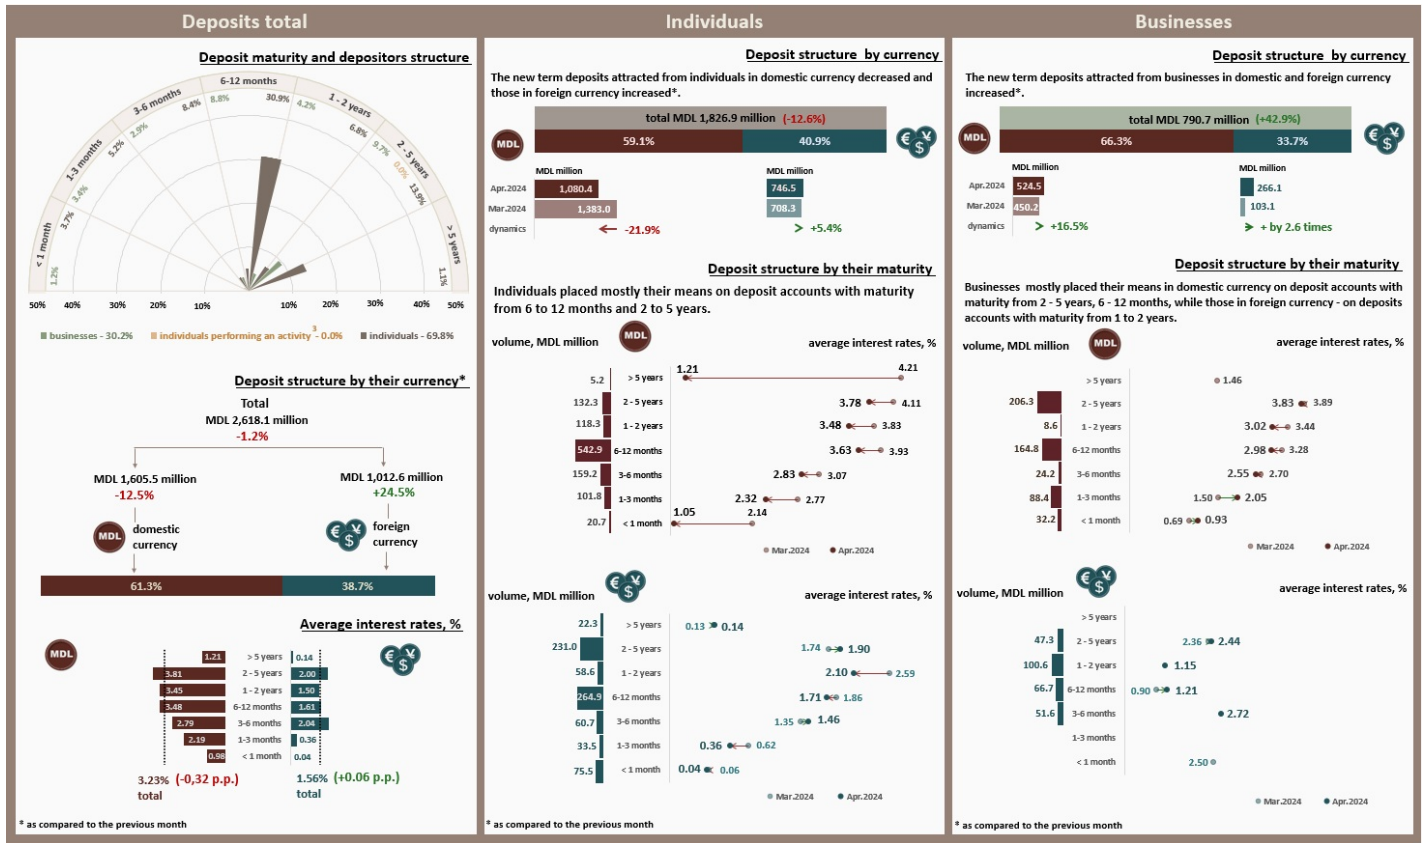 Deposits total
Deposit maturity and depositors structure
< 1 month
1-3 months
3-6 months
6-12 months
1 - 2 years
2 - 5 years
> 5 years
1.2%
3.7%
3.4%
5.2%
2.9%
8.4%
8.8%
30.9%
4.2%
6.8%
9.7%
0.0%
13.9%
1.1%
50% 40% 30% 20% 10% 10% 20% 30% 40% 50%
businesses - 30.2% individuals performing an activity 3 - 0.0% individuals - 69.8%
Deposit structure by their currency*
Total
MDL 2,618.1 million
-1.2%
MDL 1,605.5 million
-12.5%
MDL 1,012.6 million
+24.5%
MDL
domestic
currency
€ ¥ $
foreign
currency
61.3% 38.7%
Average interest rates, %
MDL
€ ¥ $
1.21 > 5 years 0.14
3.81 2 - 5 years 2.00
3.45 1 - 2 years 1.50
3.48 6-12 months 1.61
2.79 3-6 months 2.04
2.19 1-3 months 0.36
0.98 < 1 month 0.04
3.23% (-0,32 p.p.) 1.56% (+0.06 p.p.)
total total
* as compared to the previous month
Individuals
Deposit structure by currency
The new term deposits attracted from individuals in domestic currency decreased and
those in foreign currency increased*.
total MDL 1,826.9 million (-12.6%)
MDL 59.1% 40.9% € ¥ $
MDL million MDL million
Apr.2024 1,080.4 746.5
Mar.2024 1,383.0 708.3
dynamics -21.9% +5.4%
Deposit structure by their maturity
Individuals placed mostly their means on deposit accounts with maturity
from 6 to 12 months and 2 to 5 years.
volume, MDL million MDL average interest rates, %
5.2 > 5 years 1.21 4.21
132.3 2 - 5 years 3.78 4.11
118.3 1 - 2 years 3.48 3.83
542.9 6-12 months 3.63 3.93
159.2 3-6 months 2.83 3.07
101.8 1-3 months 2.32 2.77
20.7 < 1 month 1.05 2.14
Mar.2024 Apr.2024
volume, MDL million € ¥ $ average interest rates, %
22.3 > 5 years 0.13 0.14
231.0 2 - 5 years 1.74 1.90
58.6 1 - 2 years 2.10 2.59
264.9 6-12 months 1.71 1.86
60.7 3-6 months 1.35 1.46
33.5 1-3 months 0.36 0.62
75.5 < 1 month 0.04 0.06
Mar.2024 Apr.2024
* as compared to the previous month
Businesses
Deposit structure by currency
The new term deposits attracted from businesses in domestic and foreign currency
increased*.
total MDL 790.7 million (+42.9%)
MDL 66.3% 33.7% € ¥ $
MDL million MDL million
Apr.2024 524.5 266.1
Mar.2024 450.2 103.1
dynamics +16.5% + by 2.6 times
Deposit structure by their maturity
Businesses mostly placed their means in domestic currency on deposit accounts with
maturity from 2 - 5 years, 6 - 12 months, while those in foreign currency - on deposits
accounts with maturity from 1 to 2 years.
volume, MDL million MDL average interest rates, %
> 5 years 1.46
206.3 2 - 5 years 3.83 3.89
8.6 1 - 2 years 3.02 3.44
164.8 6-12 months 2.98 3.28
24.2 3-6 months 2.55 2.70
88.4 1-3 months 1.50 2.05
32.2 < 1 month 0.69 0.93
Mar.2024 Apr.2024
volume, MDL million € ¥ $ average interest rates, %
> 5 years
47.3 2 - 5 years 2.36 2.44
100.6 1 - 2 years 1.15
66.7 6-12 months 0.90 1.21
51.6 3-6 months 2.72
1-3 months
< 1 month 2.50
Mar.2024 Apr.2024
* as compared to the previous month